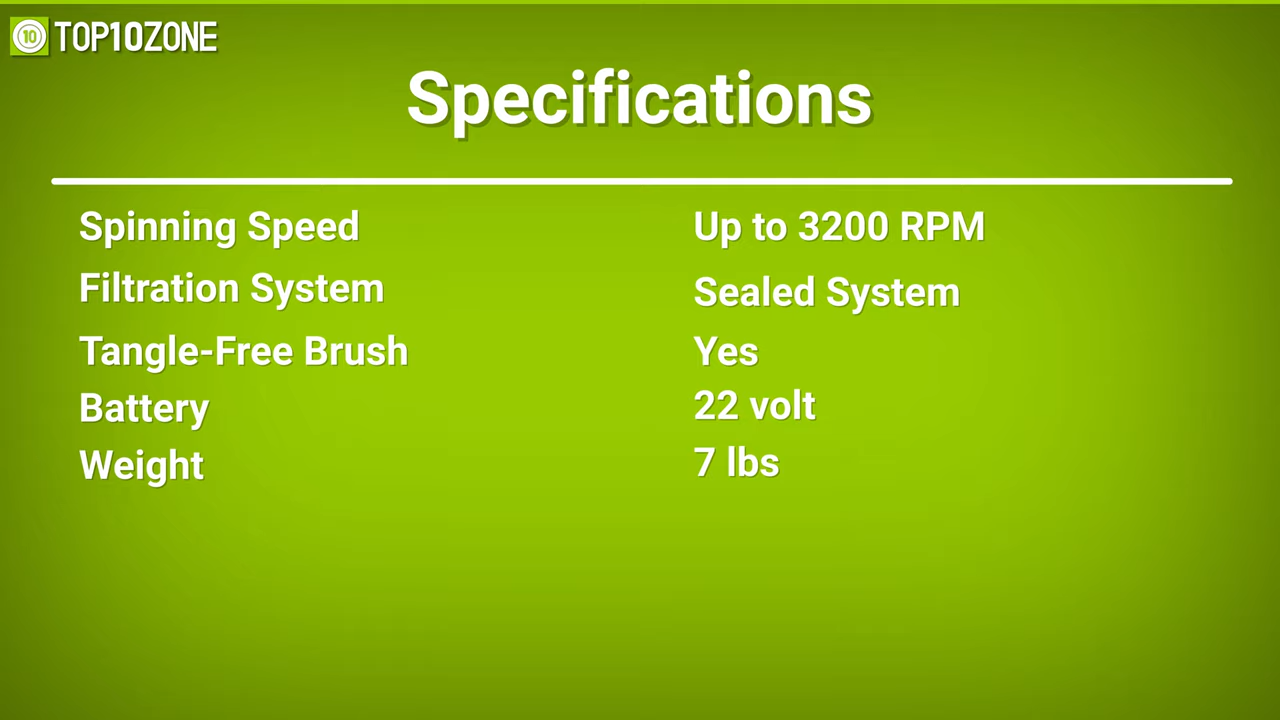 10 TOP10ZONE
Specifications
Spinning Speed Up to 3200 RPM
Filtration System Sealed System
Tangle-Free Brush Yes
Battery 22 volt
Weight 7 lbs